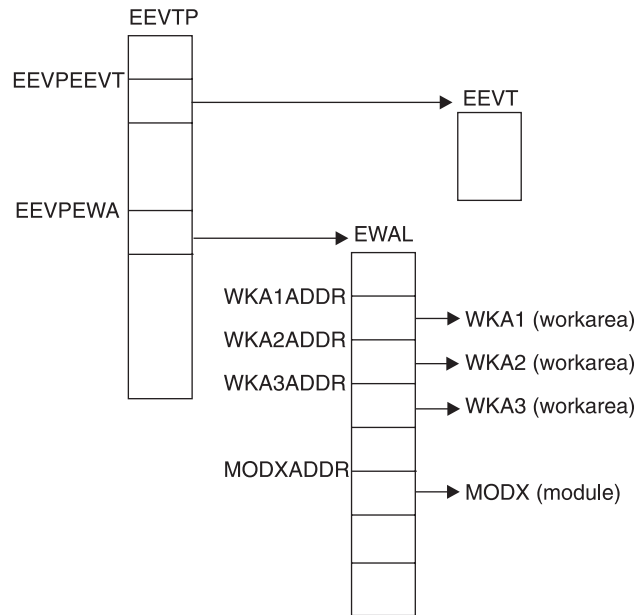 EEVTP
EEVPEEVT
EEVT
EEVPEWA
EWAL
WKA1ADDR
WKA1 (workarea)
WKA2ADDR
WKA2 (workarea)
WKA3ADDR
WKA3 (workarea)
MODXADDR
MODX (module)